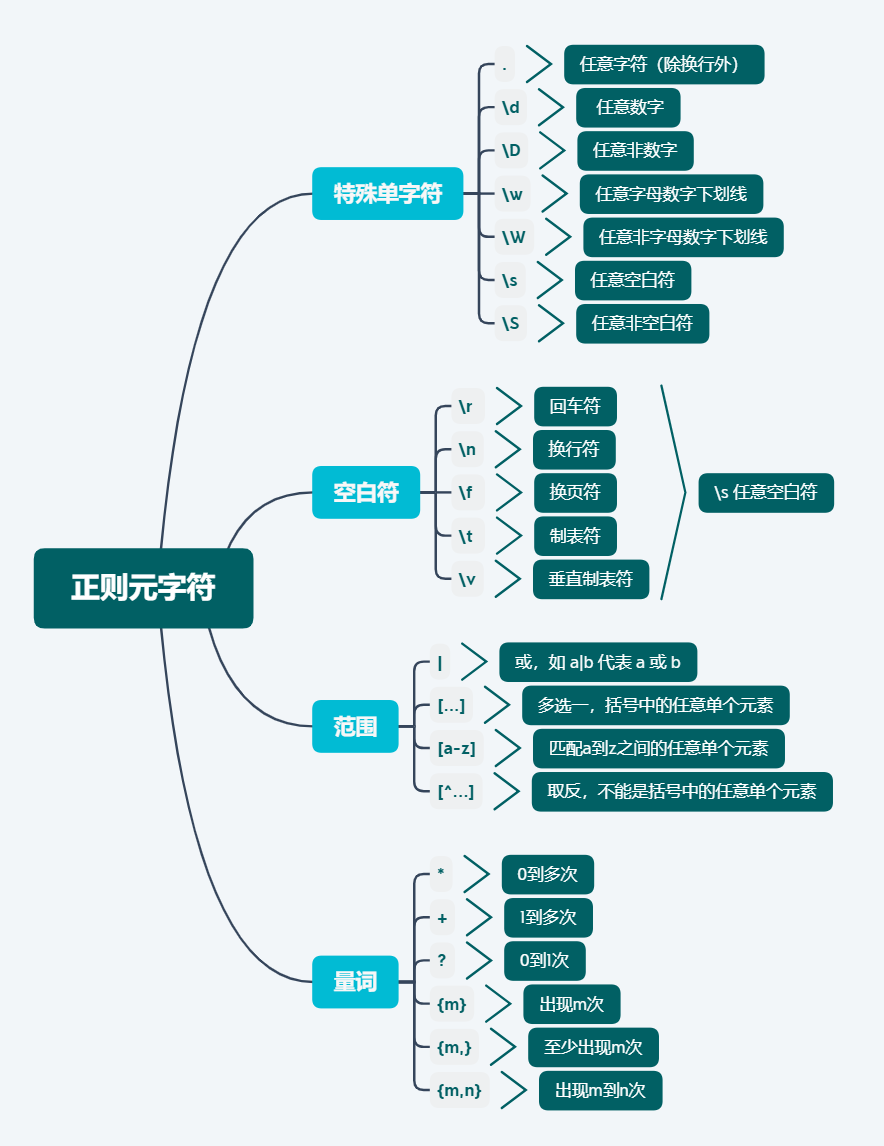 正则元字符
特殊单字符
. 任意字符（除换行外）
\d 任意数字
\D 任意非数字
\w 任意字母数字下划线
\W 任意非字母数字下划线
\s 任意空白符
\S 任意非空白符
空白符
\r 回车符
\n 换行符
\f 换页符
\t 制表符
\v 垂直制表符
\s 任意空白符
范围
| 或，如 a|b 代表 a 或 b
[...] 多选一，括号中的任意单个元素
[a-z] 匹配a到z之间的任意单个元素
[^...] 取反，不能是括号中的任意单个元素
量词
* 0到多次
+ 1到多次
? 0到1次
{m} 出现m次
{m,} 至少出现m次
{m,n} 出现m到n次